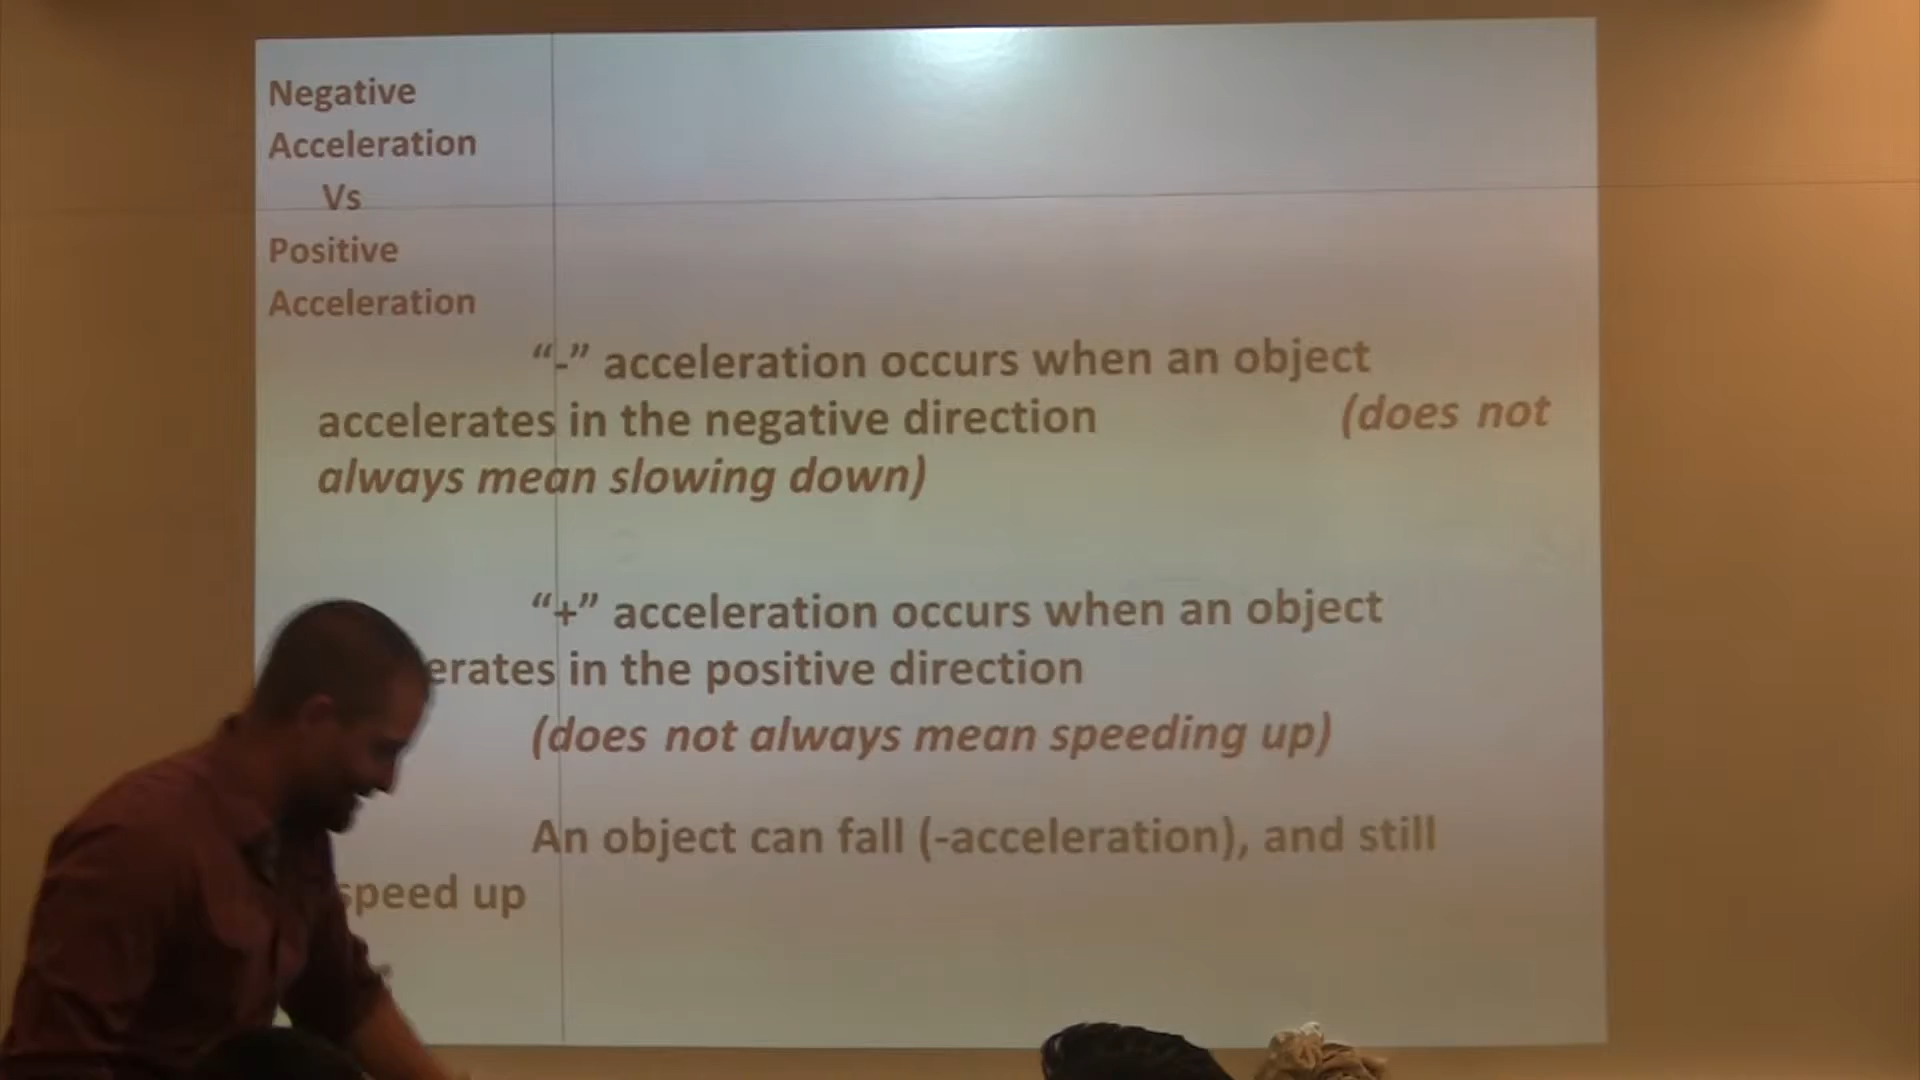 Negative
Acceleration
Vs
Positive
Acceleration
“-” acceleration occurs when an object
accelerates in the negative direction (does not
always mean slowing down)
“+” acceleration occurs when an object
erates in the positive direction
(does not always mean speeding up)
An object can fall (-acceleration), and still
speed up